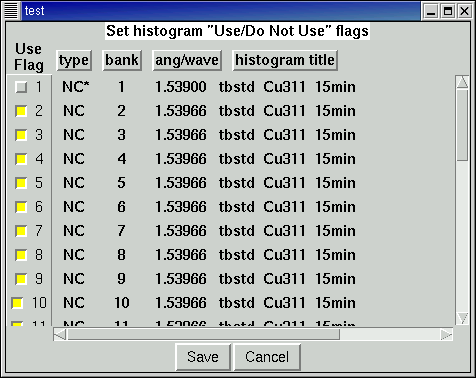 test
Set histogram "Use/Do Not Use" flags
Use
Flag type bank ang/wave histogram title
1 NC* 1 1.53900 tbstd Cu311 15min
2 NC 2 1.53966 tbstd Cu311 15min
3 NC 3 1.53966 tbstd Cu311 15min
4 NC 4 1.53966 tbstd Cu311 15min
5 NC 5 1.53966 tbstd Cu311 15min
6 NC 6 1.53966 tbstd Cu311 15min
7 NC 7 1.53966 tbstd Cu311 15min
8 NC 8 1.53966 tbstd Cu311 15min
9 NC 9 1.53966 tbstd Cu311 15min
10 NC 10 1.53966 tbstd Cu311 15min
11 NC 11 1.53966 tbstd Cu311 15min
Save Cancel